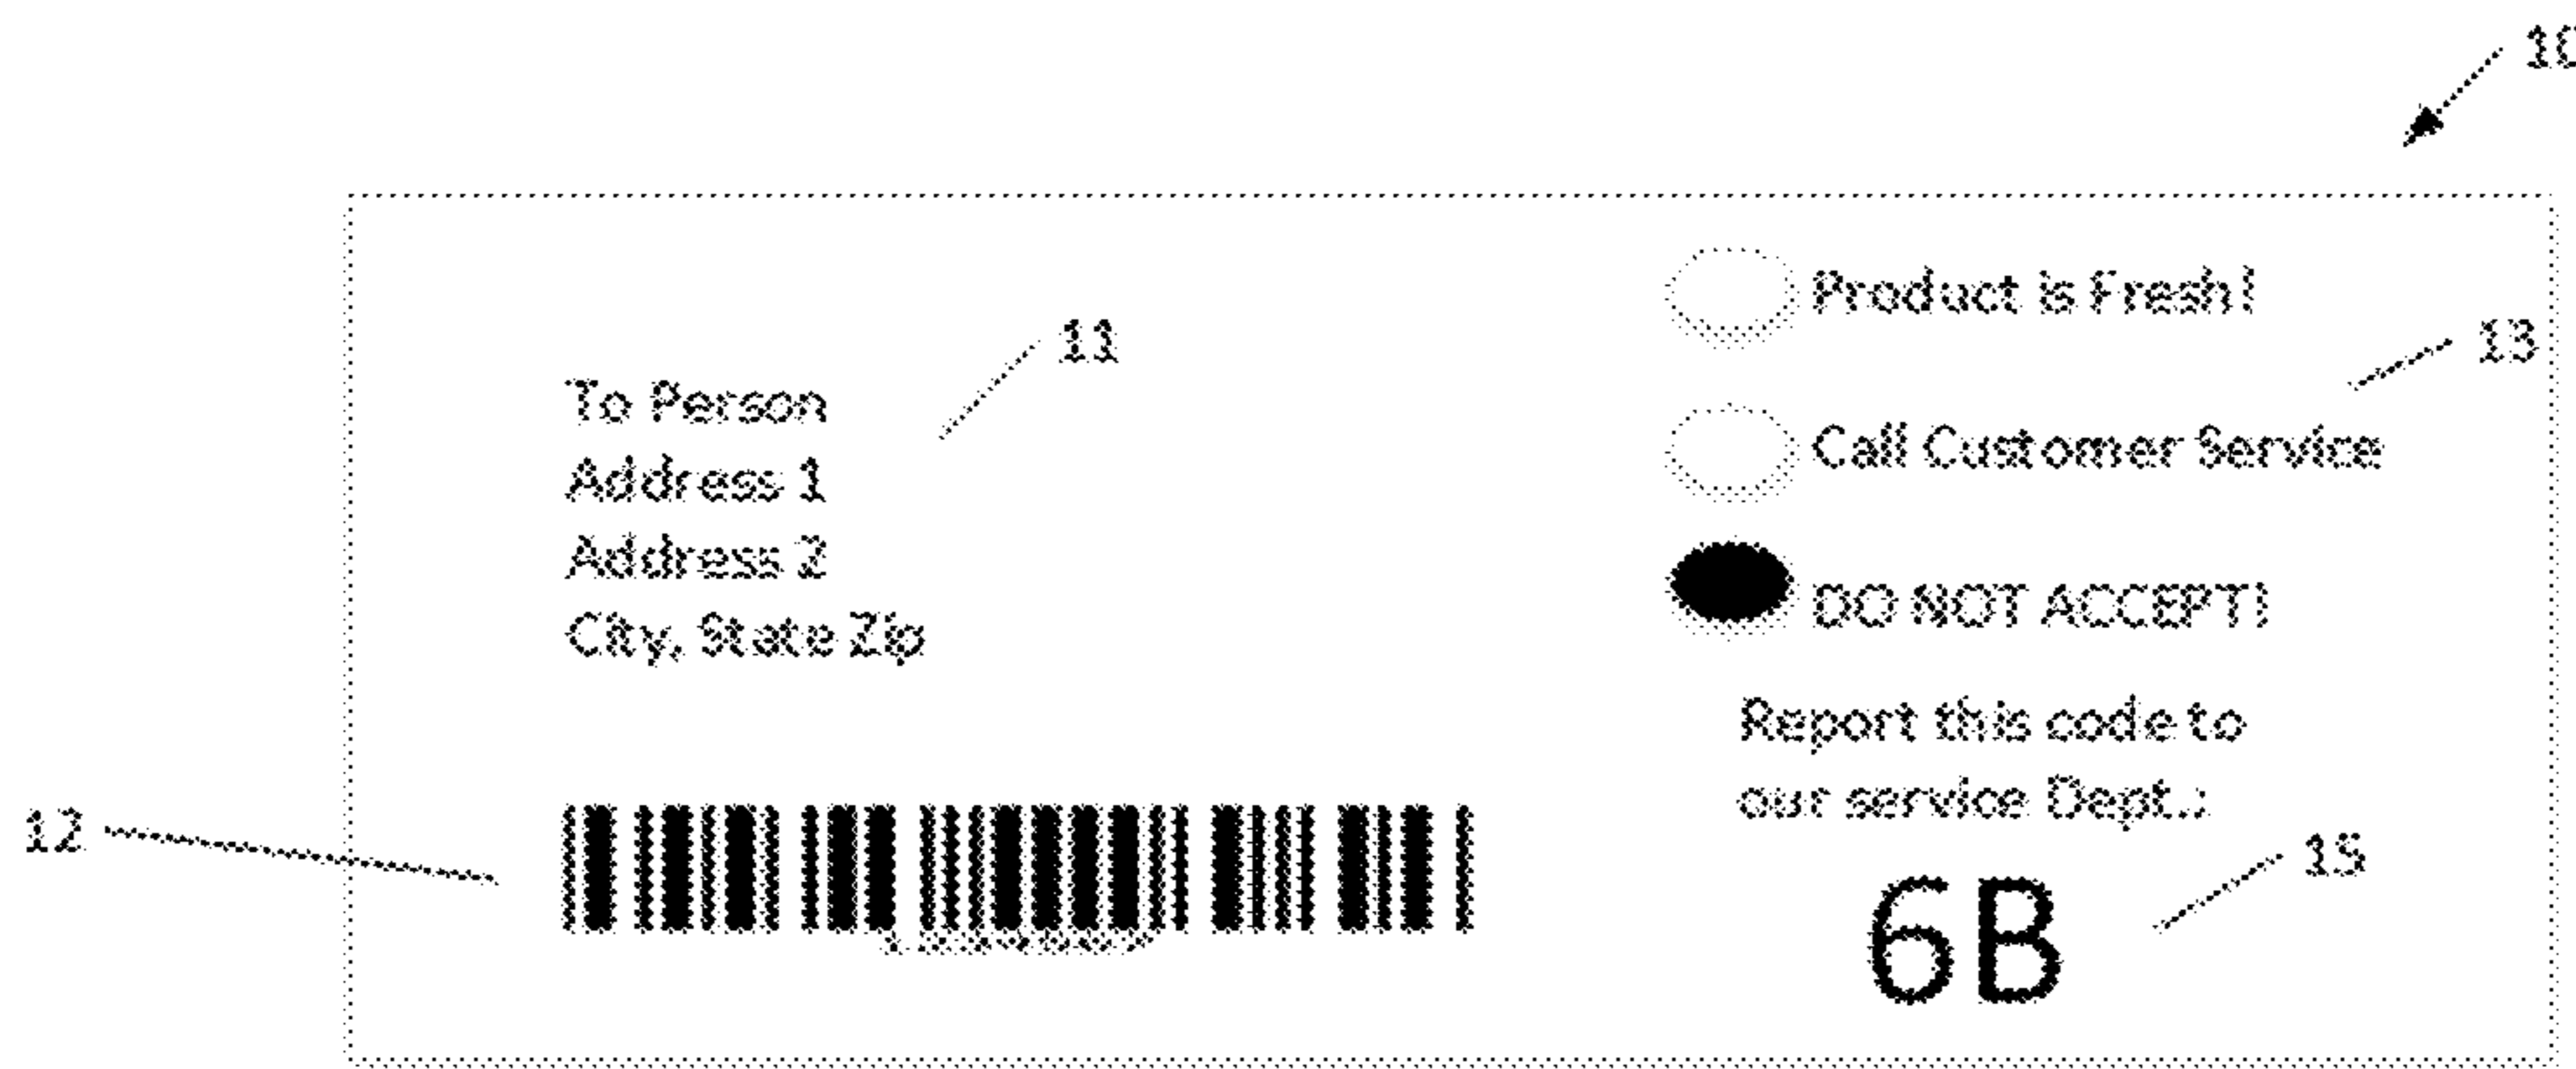 10
Product is Fresh!
11
13
To Person
Call Customer Service
Address 1
Address 2
DO NOT ACCEPT!
City, State Zip
Report this code to
our service Dept.:
12
15
6B